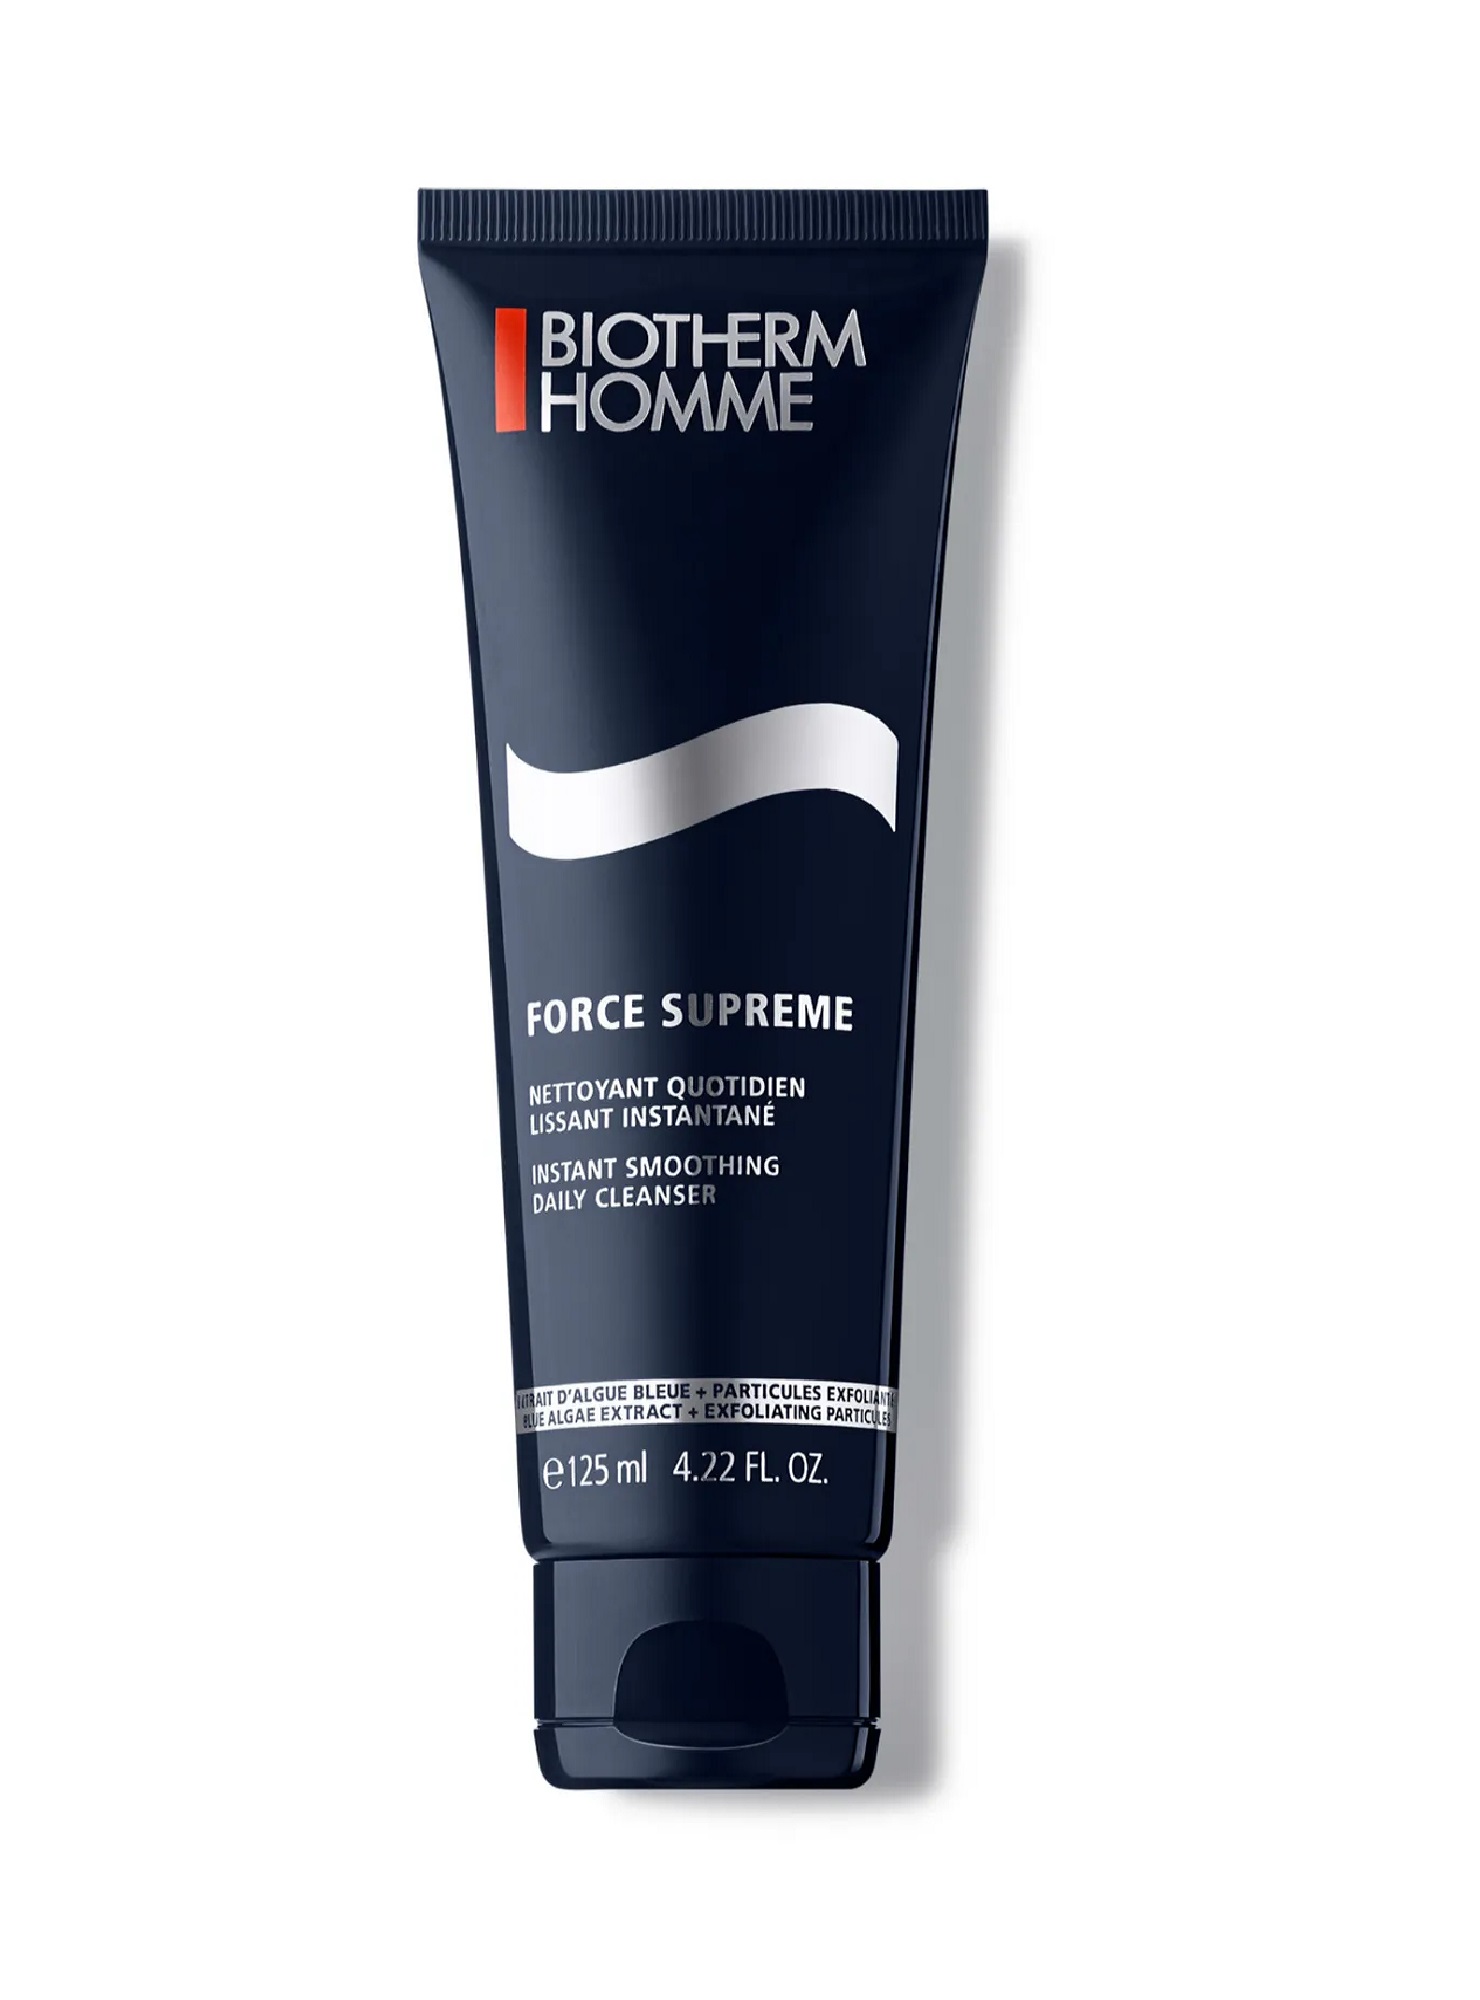 BIOTHERM
HOMME
FORCE SUPREME
NETTOYANT QUOTIDIEN
LISSANT INSTANTANÉ
INSTANT SMOOTHING
DAILY CLEANSER
D'ALGUE BLEUE + PARTICULES
BLUE ALGAE EXTRACT + EXFOLIATING PARTICULES
℮125 ml 4.22 FL. OZ.